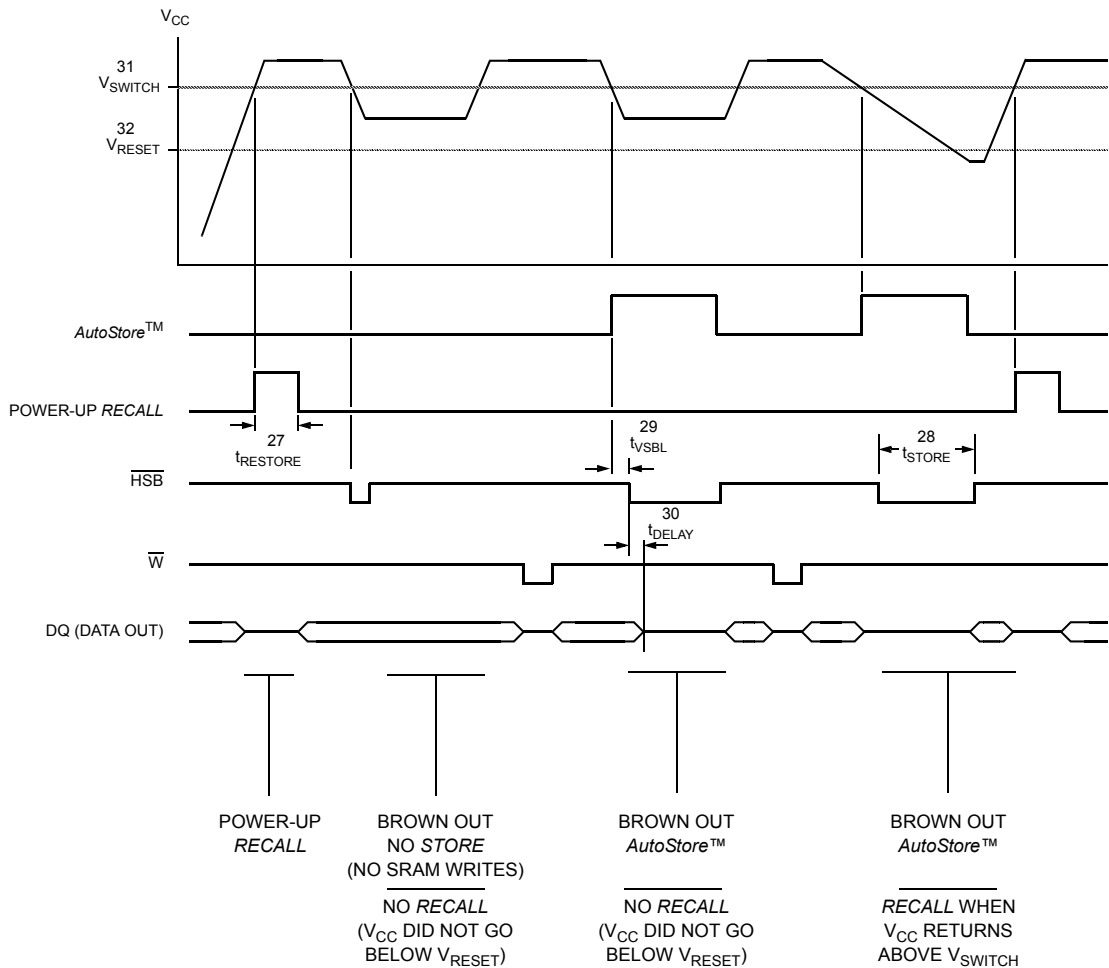 VCC
31
VSWITCH
32
VRESET
AutoStore™
POWER-UP RECALL
27
tRESTORE
29
tVSBL
28
tSTORE
HSB
30
tDELAY
W
DQ (DATA OUT)
POWER-UP
RECALL
BROWN OUT
NO STORE
(NO SRAM WRITES)
NO RECALL
(VCC DID NOT GO
BELOW VRESET)
BROWN OUT
AutoStore™
NO RECALL
(VCC DID NOT GO
BELOW VRESET)
BROWN OUT
AutoStore™
RECALL WHEN
VCC RETURNS
ABOVE VSWITCH